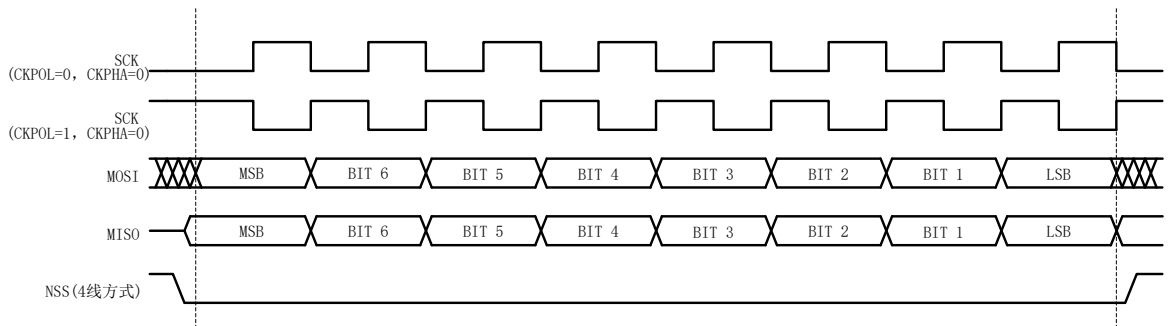 SCK
(CKPOL=0, CKPHA=0)
SCK
(CKPOL=1, CKPHA=0)
MOSI MSB BIT 6 BIT 5 BIT 4 BIT 3 BIT 2 BIT 1 LSB
MISO MSB BIT 6 BIT 5 BIT 4 BIT 3 BIT 2 BIT 1 LSB
NSS(4线方式)